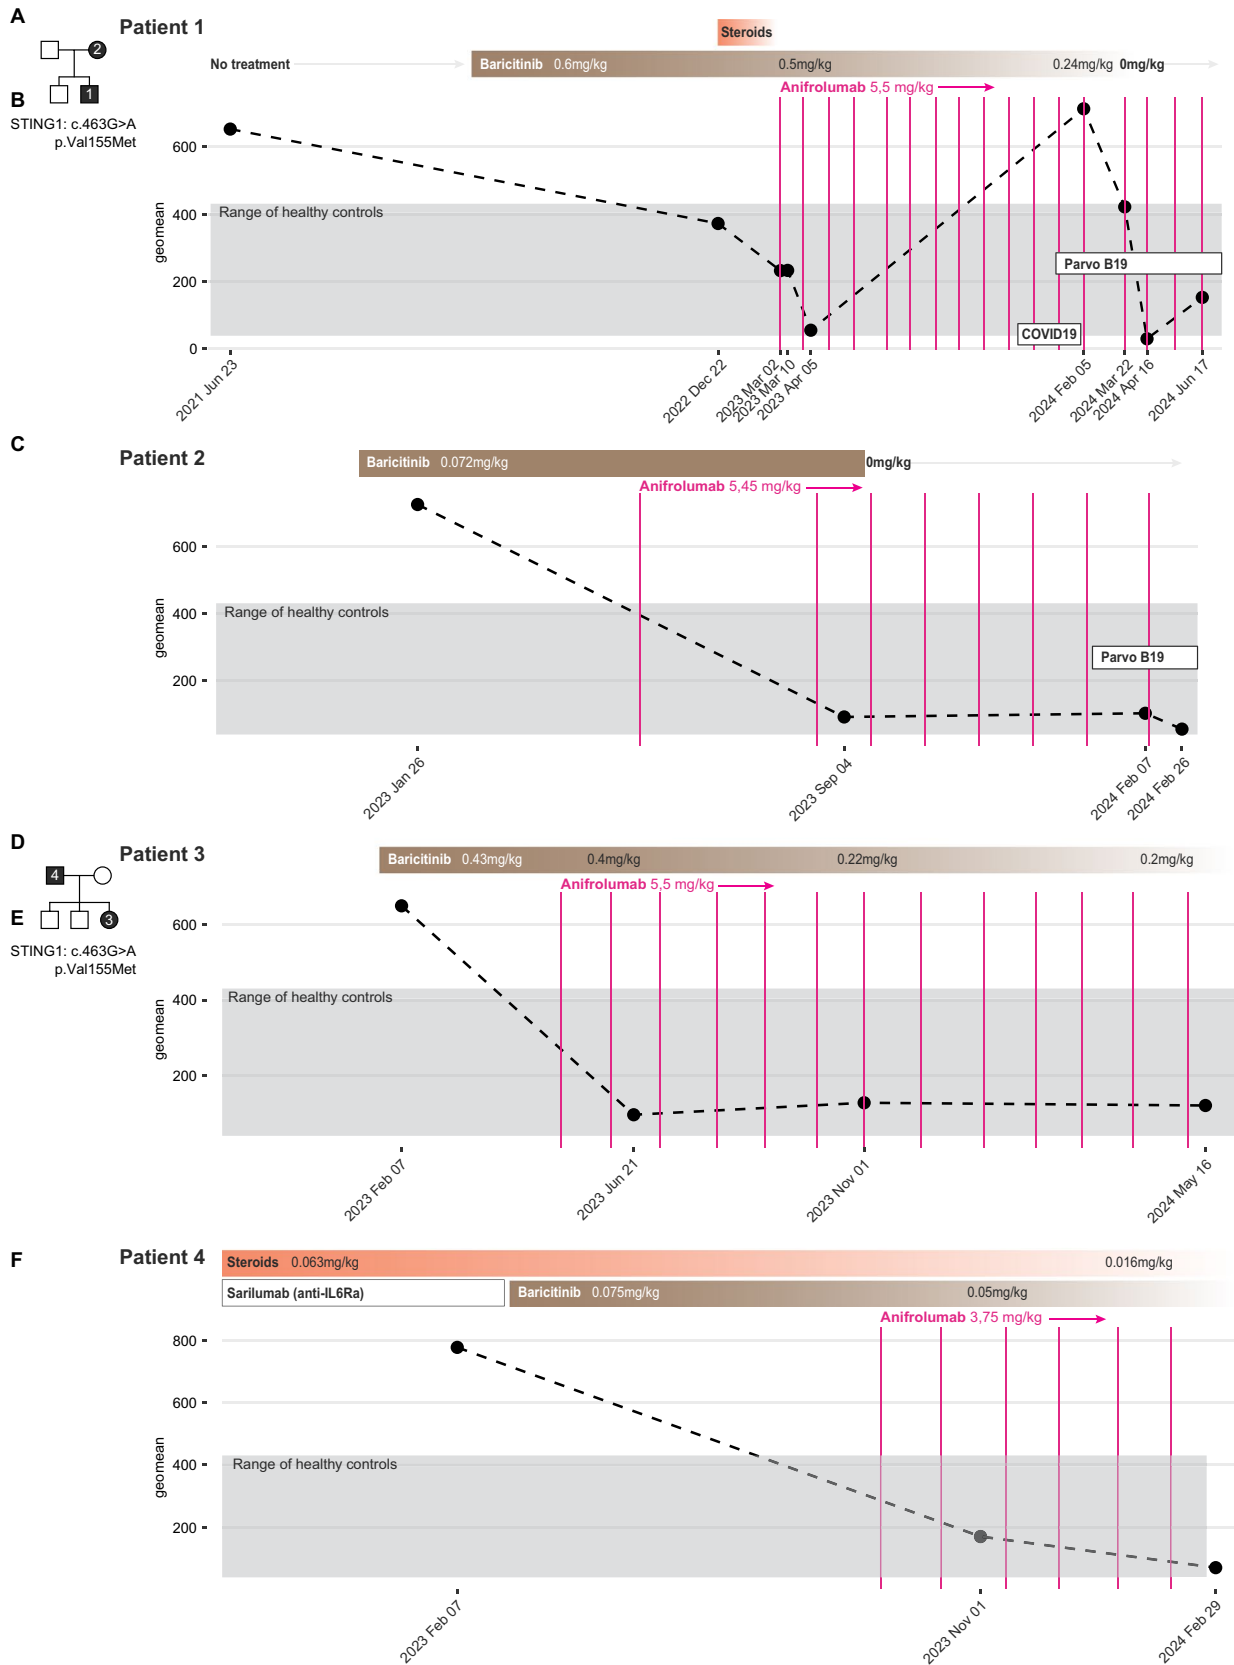 A
Patient 1
2
1
Steroids
No treatment
Baricitinib 0.6mg/kg 0.5mg/kg 0.24mg/kg 0mg/kg
Anifrolumab 5,5 mg/kg
B
STING1: c.463G>A
p.Val155Met
geomean
600
400
200
0
Range of healthy controls
Parvo B19
COVID19
2021 Jun 23
2022 Dec 22
2023 Mar 02
2023 Mar 10
2023 Apr 05
2024 Feb 05
2024 Mar 22
2024 Apr 16
2024 Jun 17
C
Patient 2
Baricitinib 0.072mg/kg 0mg/kg
Anifrolumab 5,45 mg/kg
geomean
600
400
200
Range of healthy controls
Parvo B19
2023 Jan 26
2023 Sep 04
2024 Feb 07
2024 Feb 26
D
Patient 3
4
3
Baricitinib 0.43mg/kg 0.4mg/kg 0.22mg/kg 0.2mg/kg
Anifrolumab 5,5 mg/kg
E
STING1: c.463G>A
p.Val155Met
geomean
600
400
200
Range of healthy controls
2023 Feb 07
2023 Jun 21
2023 Nov 01
2024 May 16
F
Patient 4
Steroids 0.063mg/kg 0.016mg/kg
Sarilumab (anti-IL6Ra)
Baricitinib 0.075mg/kg 0.05mg/kg
Anifrolumab 3,75 mg/kg
geomean
800
600
400
200
Range of healthy controls
2023 Feb 07
2023 Nov 01
2024 Feb 29